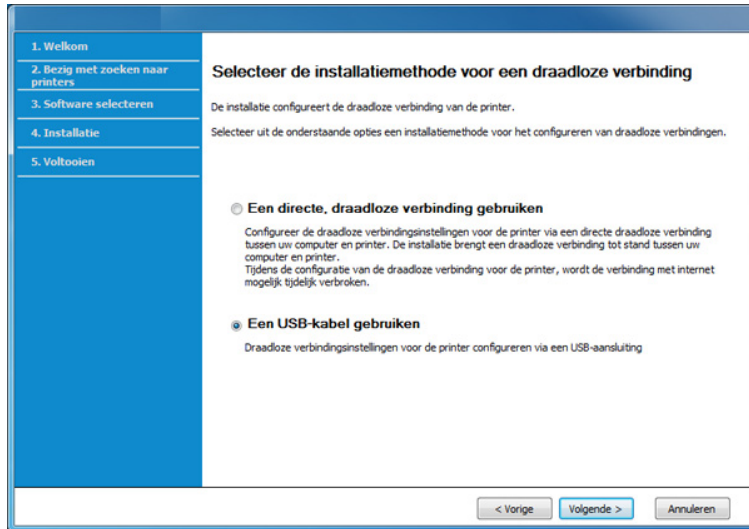 1. Welkom
2. Bezig met zoeken naar
printers
3. Software selecteren
4. Installatie
5. Voltooien
Selecteer de installatiemethode voor een draadloze verbinding
De installatie configureert de draadloze verbinding van de printer.
Selecteer uit de onderstaande opties een installatiemethode voor het configureren van draadloze verbindingen.
Een directe, draadloze verbinding gebruiken
Configureer de draadloze verbindingsinstellingen voor de printer via een directe draadloze verbinding
tussen uw computer en printer. De installatie brengt een draadloze verbinding tot stand tussen uw
computer en printer.
Tijdens de configuratie van de draadloze verbinding voor de printer, wordt de verbinding met internet
mogelijk tijdelijk verbroken.
Een USB-kabel gebruiken
Draadloze verbindingsinstellingen voor de printer configureren via een USB-aansluiting
< Vorige
Volgende >
Annuleren